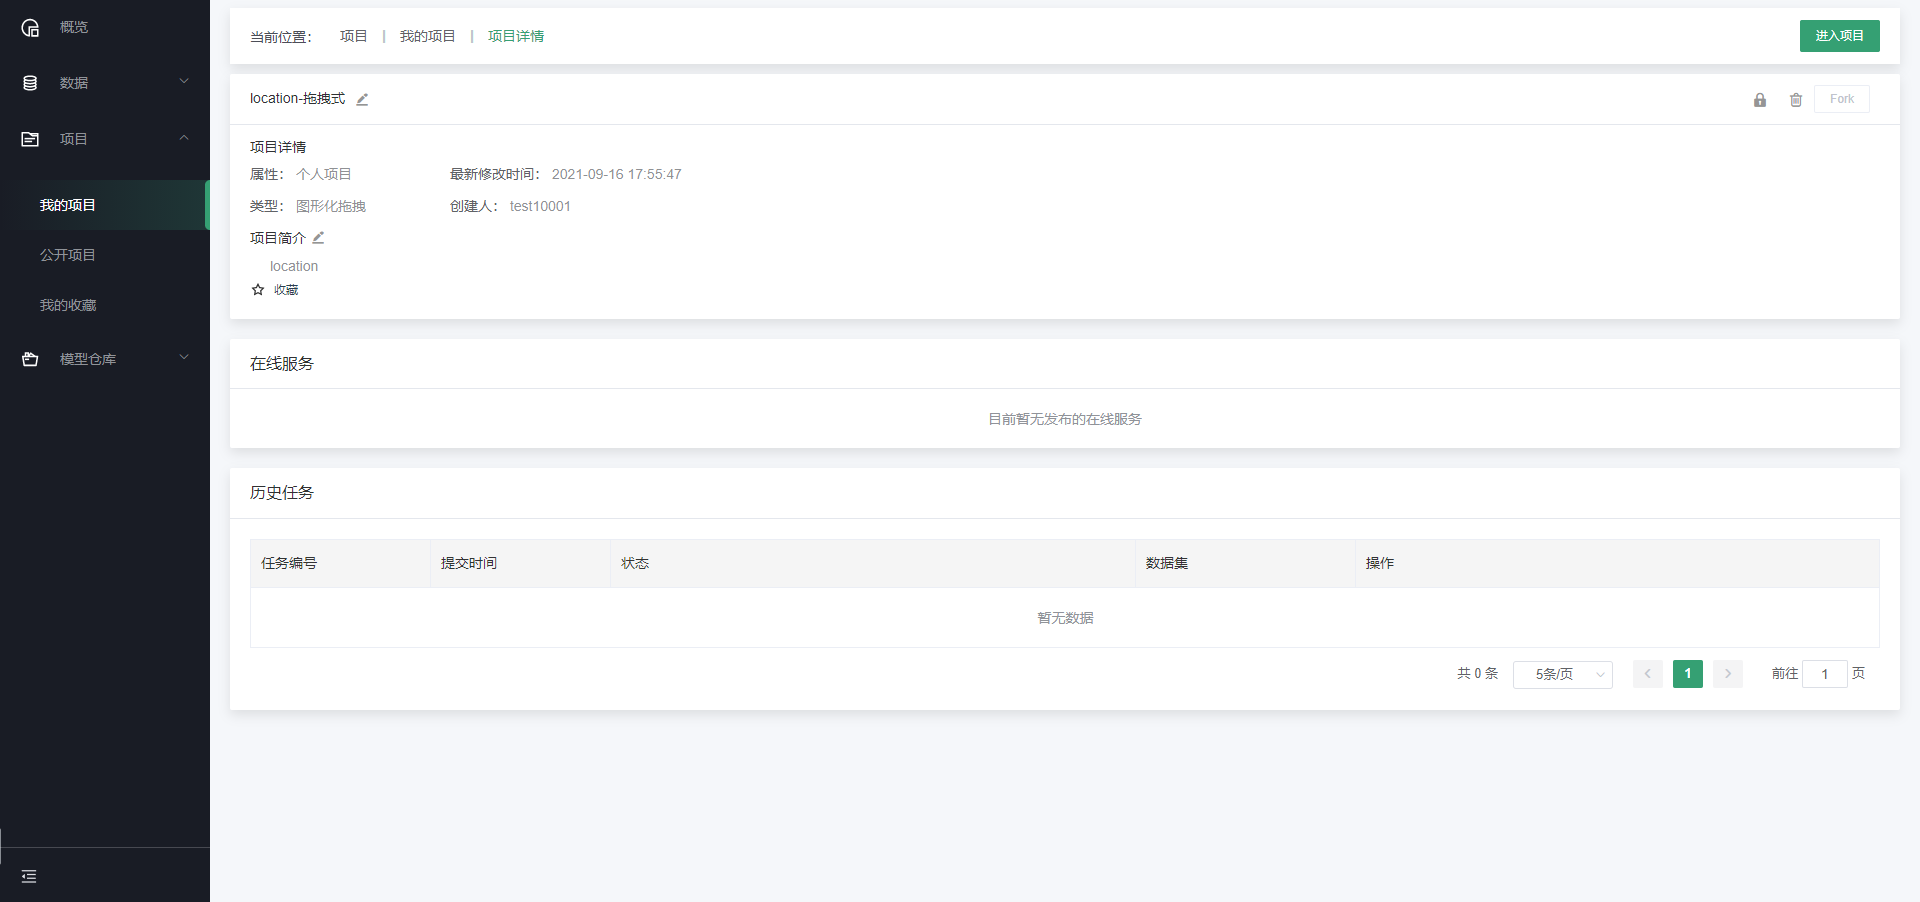 概览
数据
项目
我的项目
公开项目
我的收藏
模型仓库
当前位置： 项目 | 我的项目 | 项目详情
进入项目
location-拖拽式
Fork
项目详情
属性： 个人项目 最新修改时间： 2021-09-16 17:55:47
类型： 图形化拖拽 创建人： test10001
项目简介
location
收藏
在线服务
目前暂无发布的在线服务
历史任务
任务编号 提交时间 状态 数据集 操作
暂无数据
共 0 条 5条/页 1 前往 1 页